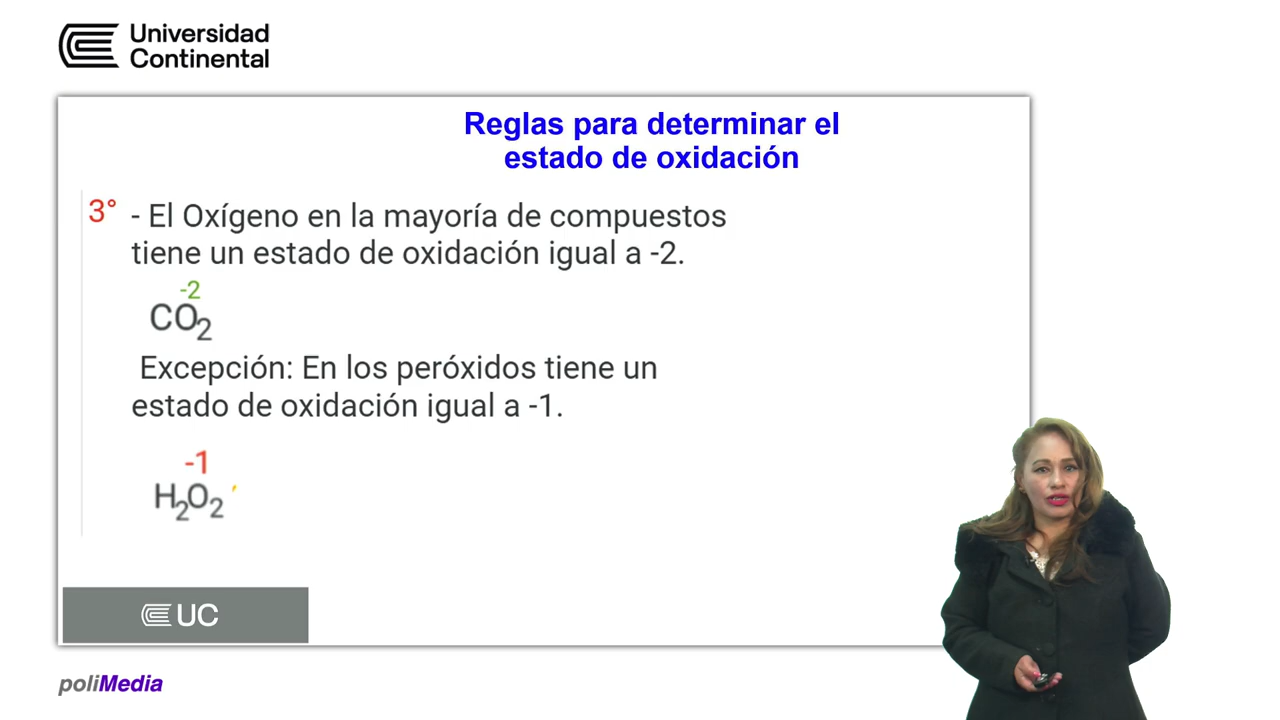 Universidad
Continental
Reglas para determinar el
estado de oxidación
3° - El Oxígeno en la mayoría de compuestos
tiene un estado de oxidación igual a -2.
-2
CO₂
Excepción: En los peróxidos tiene un
estado de oxidación igual a -1.
-1
H₂O₂
UC
poliMedia